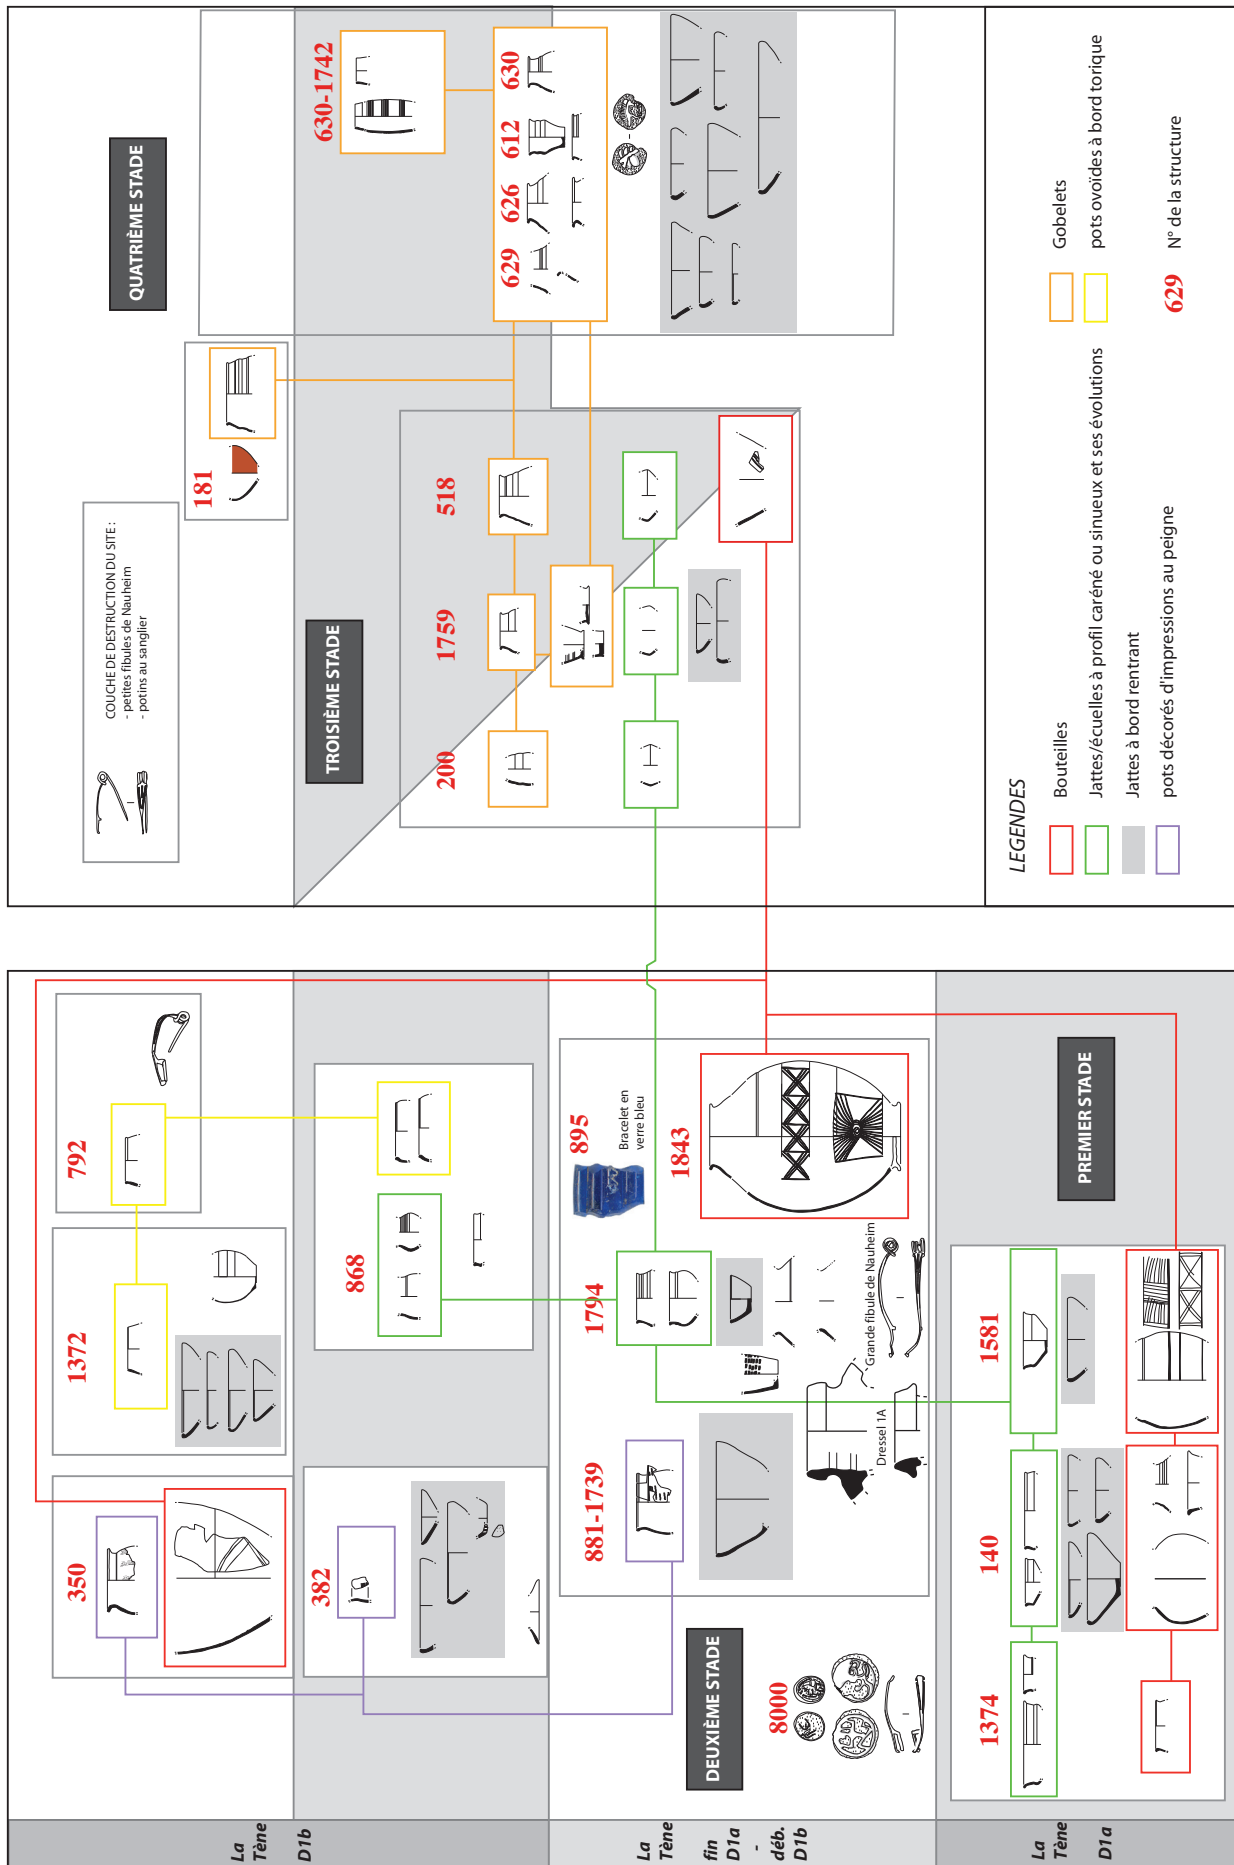 QUATRIÈME STADE
630-1742
630
612
626
629
181
COUCHE DE DESTRUCTION DU SITE :
- petites fibules de Nauheim
- potins au sanglier
TROISIÈME STADE
518
1759
200
LEGENDES
Bouteilles
Jattes/écuelles à profil caréné ou sinueux et ses évolutions
Jattes à bord rentrant
pots décorés d'impressions au peigne
Gobelets
pots ovoïdes à bord torique
629 N° de la structure
792
1372
350
868
382
895
Bracelet en
verre bleu
1843
1794
Grande fibule de Nauheim
Dressel 1A
881-1739
DEUXIÈME STADE
8000
PREMIER STADE
1581
140
1374
La
Tène
D1b
La
Tène
fin
D1a
-
déb.
D1b
La
Tène
D1a